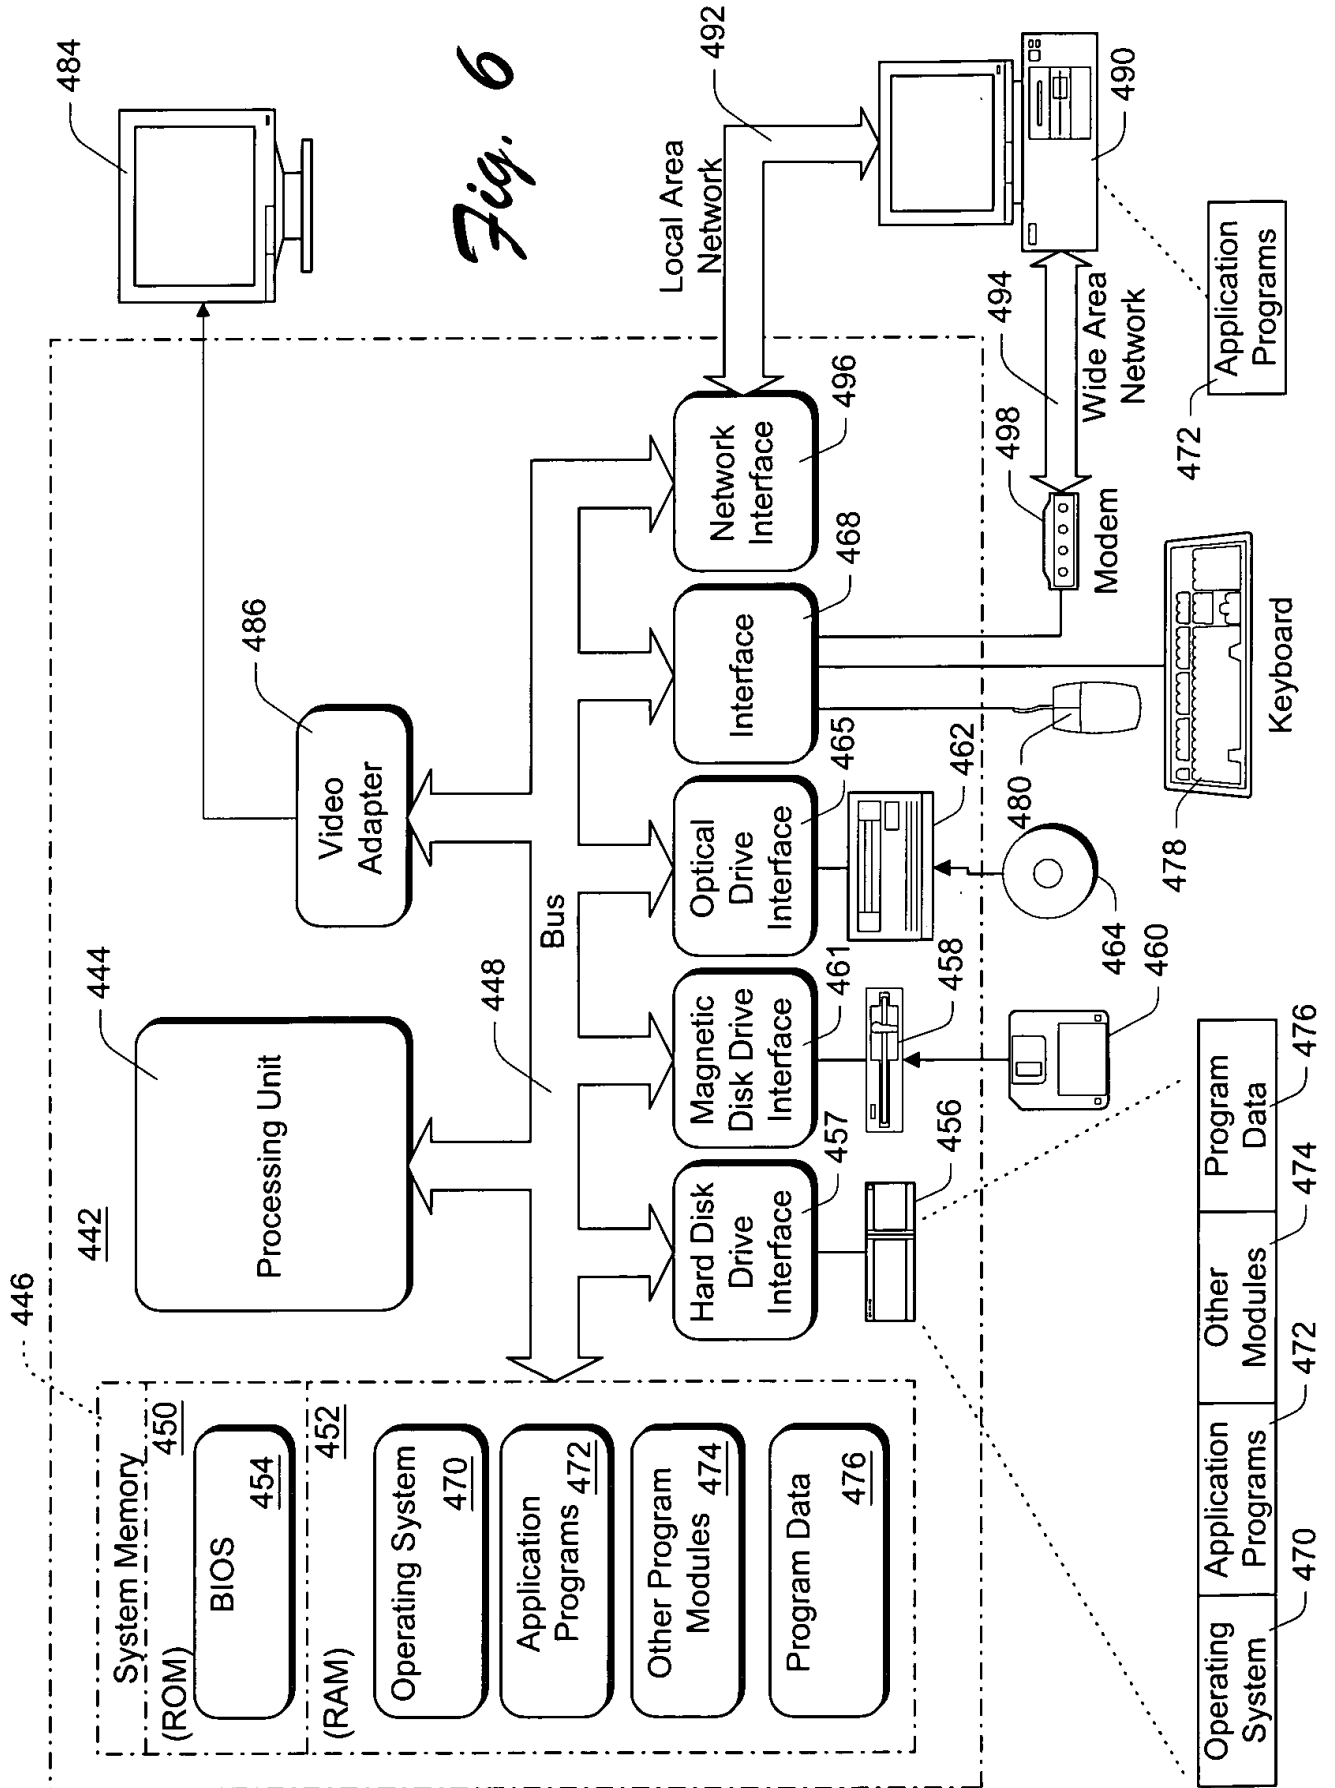 446
442
444
484
System Memory
(ROM)
450
BIOS
454
(RAM)
452
Operating System
470
Application
Programs 472
Other Program
Modules 474
Program Data
476
Processing Unit
Video
Adapter
486
448
Bus
Fig. 6
Hard Disk
Drive
Interface
457
Magnetic
Disk Drive
Interface
461
Optical
Drive
Interface
465
Interface
468
Network
Interface
496
Local Area
Network
492
456
458
462
460
464
480
478
Keyboard
Modem
498
494
Wide Area
Network
490
472
Application
Programs
Operating
System
Application
Programs
Other
Modules
Program
Data
470
472
474
476